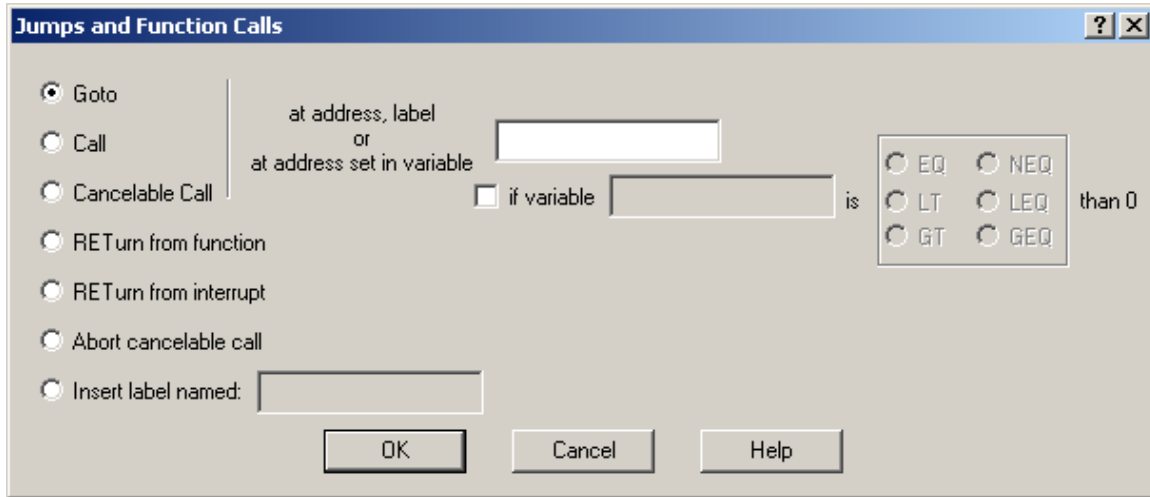 Jumps and Function Calls
Goto
Call
Cancelable Call
at address, label
or
at address set in variable
if variable
is
EQ NEQ
LT LEQ
GT GEQ
than 0
RETurn from function
RETurn from interrupt
Abort cancelable call
Insert label named:
OK Cancel Help